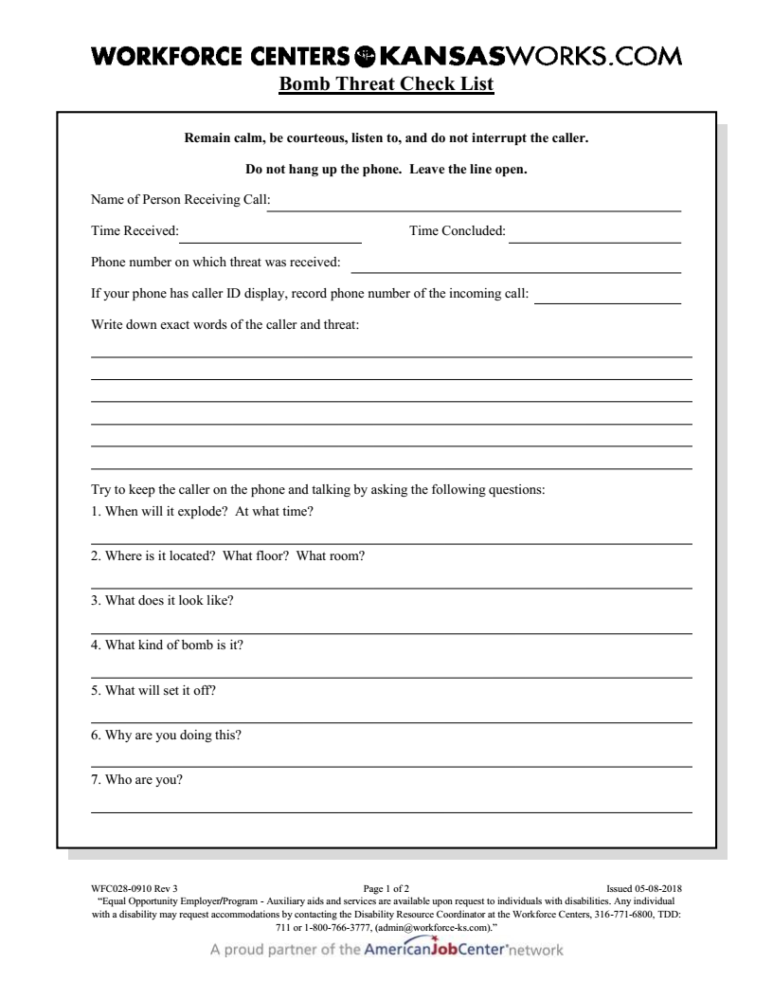 WORKFORCE CENTERS KANSASWORKS.COM
Bomb Threat Check List
Remain calm, be courteous, listen to, and do not interrupt the caller.
Do not hang up the phone.  Leave the line open.
Name of Person Receiving Call:
Time Received: Time Concluded:
Phone number on which threat was received:
If your phone has caller ID display, record phone number of the incoming call:
Write down exact words of the caller and threat:
Try to keep the caller on the phone and talking by asking the following questions:
1. When will it explode?  At what time?
2. Where is it located?  What floor?  What room?
3. What does it look like?
4. What kind of bomb is it?
5. What will set it off?
6. Why are you doing this?
7. Who are you?
WFC028-0910 Rev 3 Page 1 of 2 Issued 05-08-2018
“Equal Opportunity Employer/Program - Auxiliary aids and services are available upon request to individuals with disabilities. Any individual
with a disability may request accommodations by contacting the Disability Resource Coordinator at the Workforce Centers, 316-771-6800, TDD:
711 or 1-800-766-3777, (admin@workforce-ks.com).”
A proud partner of the AmericanJobCenter network